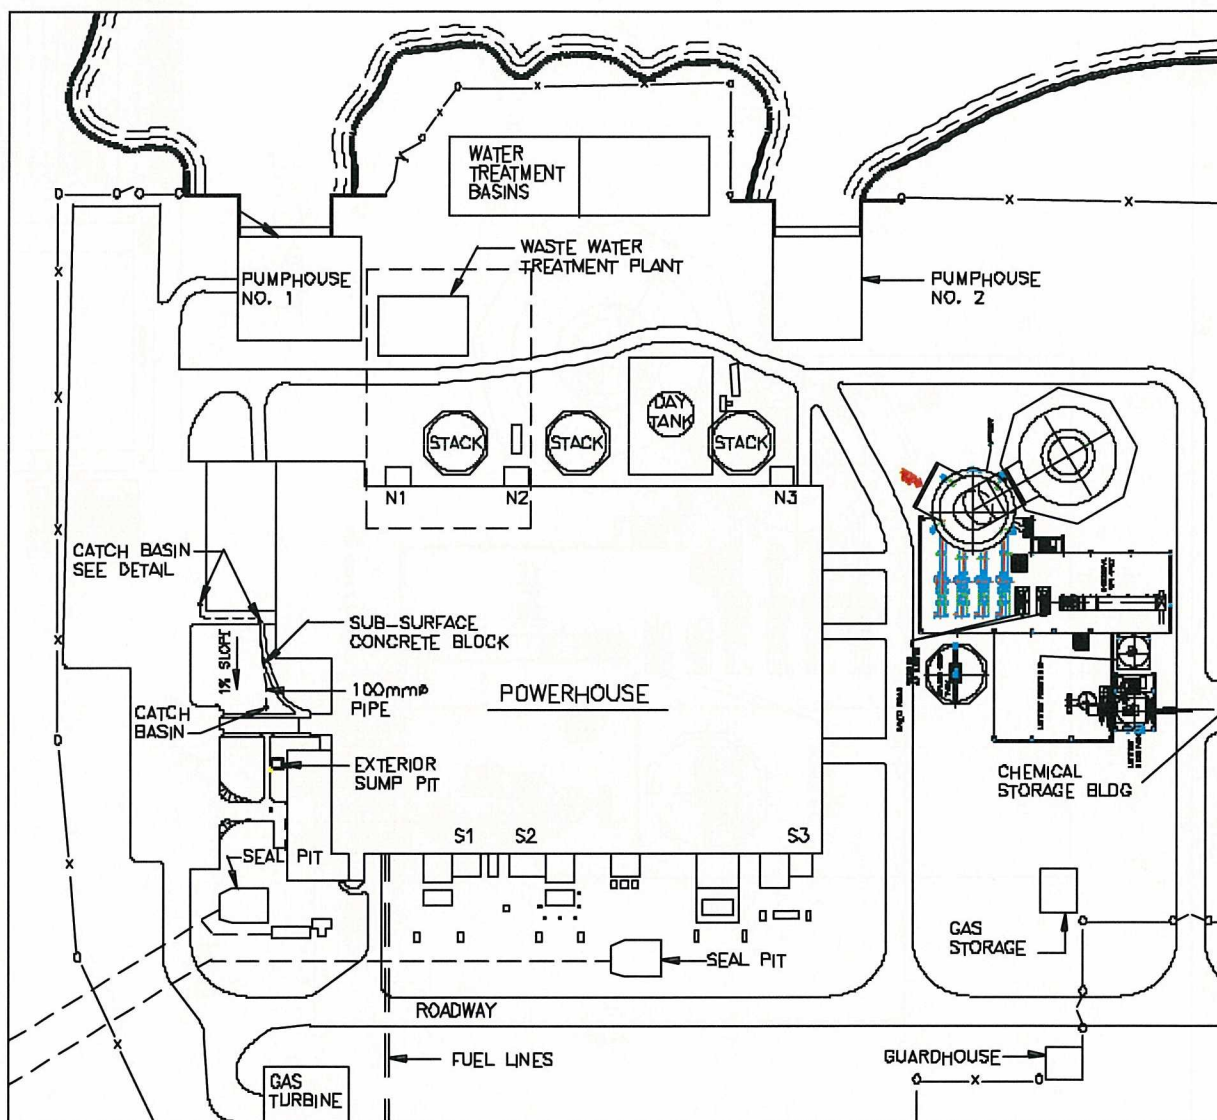 WATER
TREATMENT
BASINS
WASTE WATER
TREATMENT PLANT
PUMPHOUSE
NO. 1
PUMPHOUSE
NO. 2
DAY
TANK
STACK
STACK
STACK
N1
N2
N3
CATCH BASIN
SEE DETAIL
SUB-SURFACE
CONCRETE BLOCK
1% SLOPE
100mmø
PIPE
POWERHOUSE
CATCH
BASIN
EXTERIOR
SUMP PIT
CHEMICAL
STORAGE BLDG
S1
S2
S3
SEAL PIT
GAS
STORAGE
SEAL PIT
ROADWAY
FUEL LINES
GUARDHOUSE
GAS
TURBINE